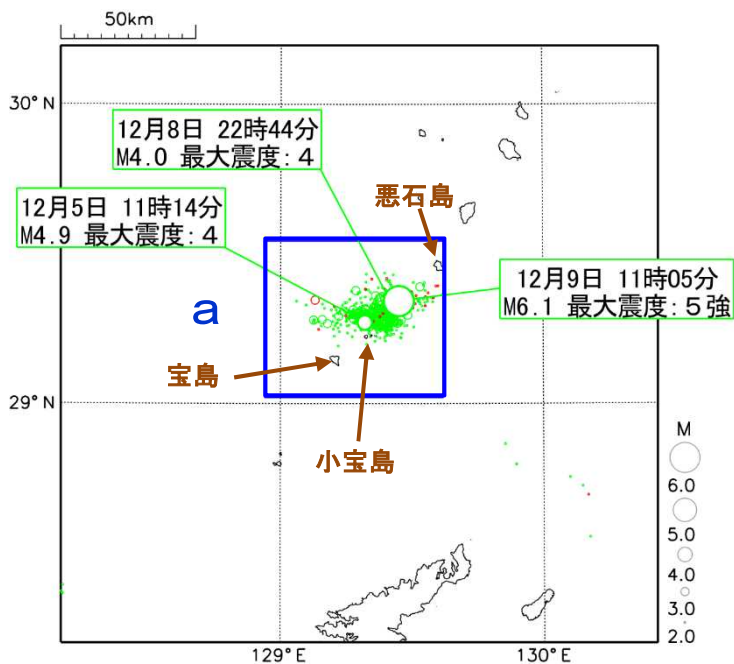 50km
30°N
12月8日 22時44分
M4.0 最大震度:4
悪石島
12月5日 11時14分
M4.9 最大震度:4
12月9日 11時05分
M6.1 最大震度:5強
a
宝島
29°N
小宝島
M
6.0
5.0
4.0
3.0
2.0
129°E
130°E